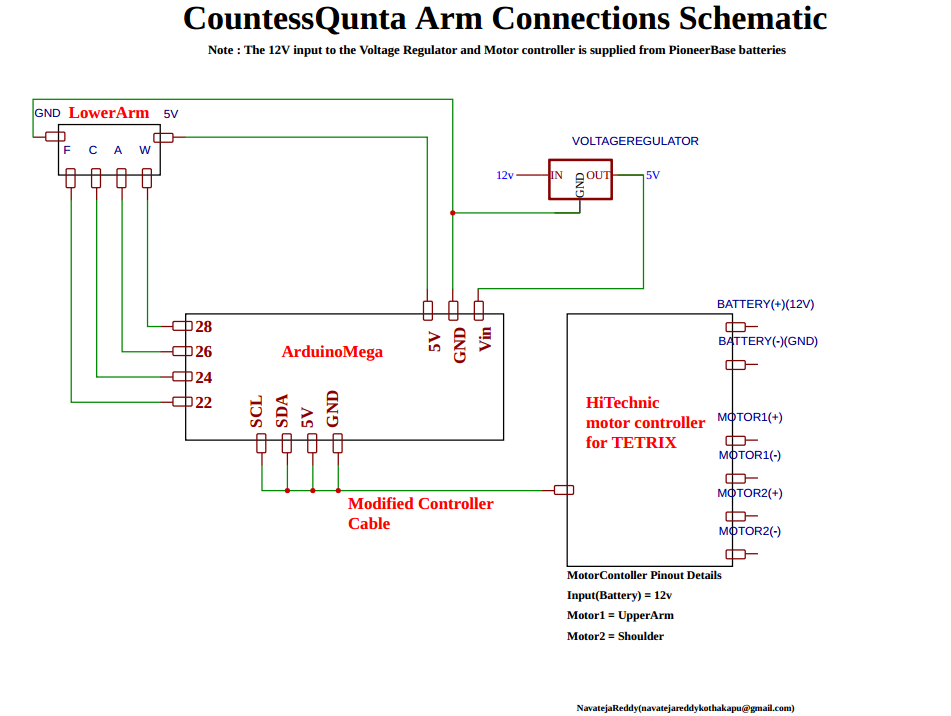 CountessQunta Arm Connections Schematic
Note : The 12V input to the Voltage Regulator and Motor controller is supplied from PioneerBase batteries
GND LowerArm 5V
F C A W
VOLTAGEREGULATOR
12v IN GND OUT 5V
5V GND Vin
28
26
24
22
ArduinoMega
SCL SDA 5V GND
Modified Controller
Cable
BATTERY(+)(12V)
BATTERY(-)(GND)
HiTechnic
motor controller
for TETRIX
MOTOR1(+)
MOTOR1(-)
MOTOR2(+)
MOTOR2(-)
MotorContoller Pinout Details
Input(Battery) = 12v
Motor1 = UpperArm
Motor2 = Shoulder
NavatejaReddy(navatejareddykothakapu@gmail.com)